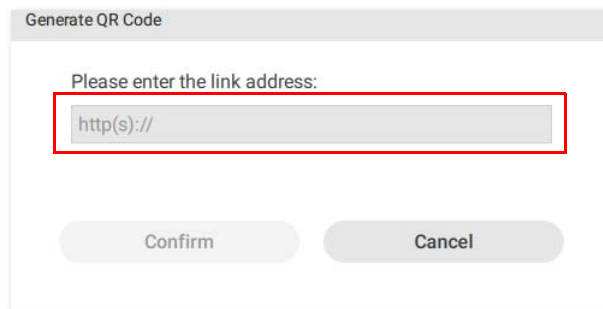 Generate QR Code
Please enter the link address:
http(s)://
Confirm Cancel